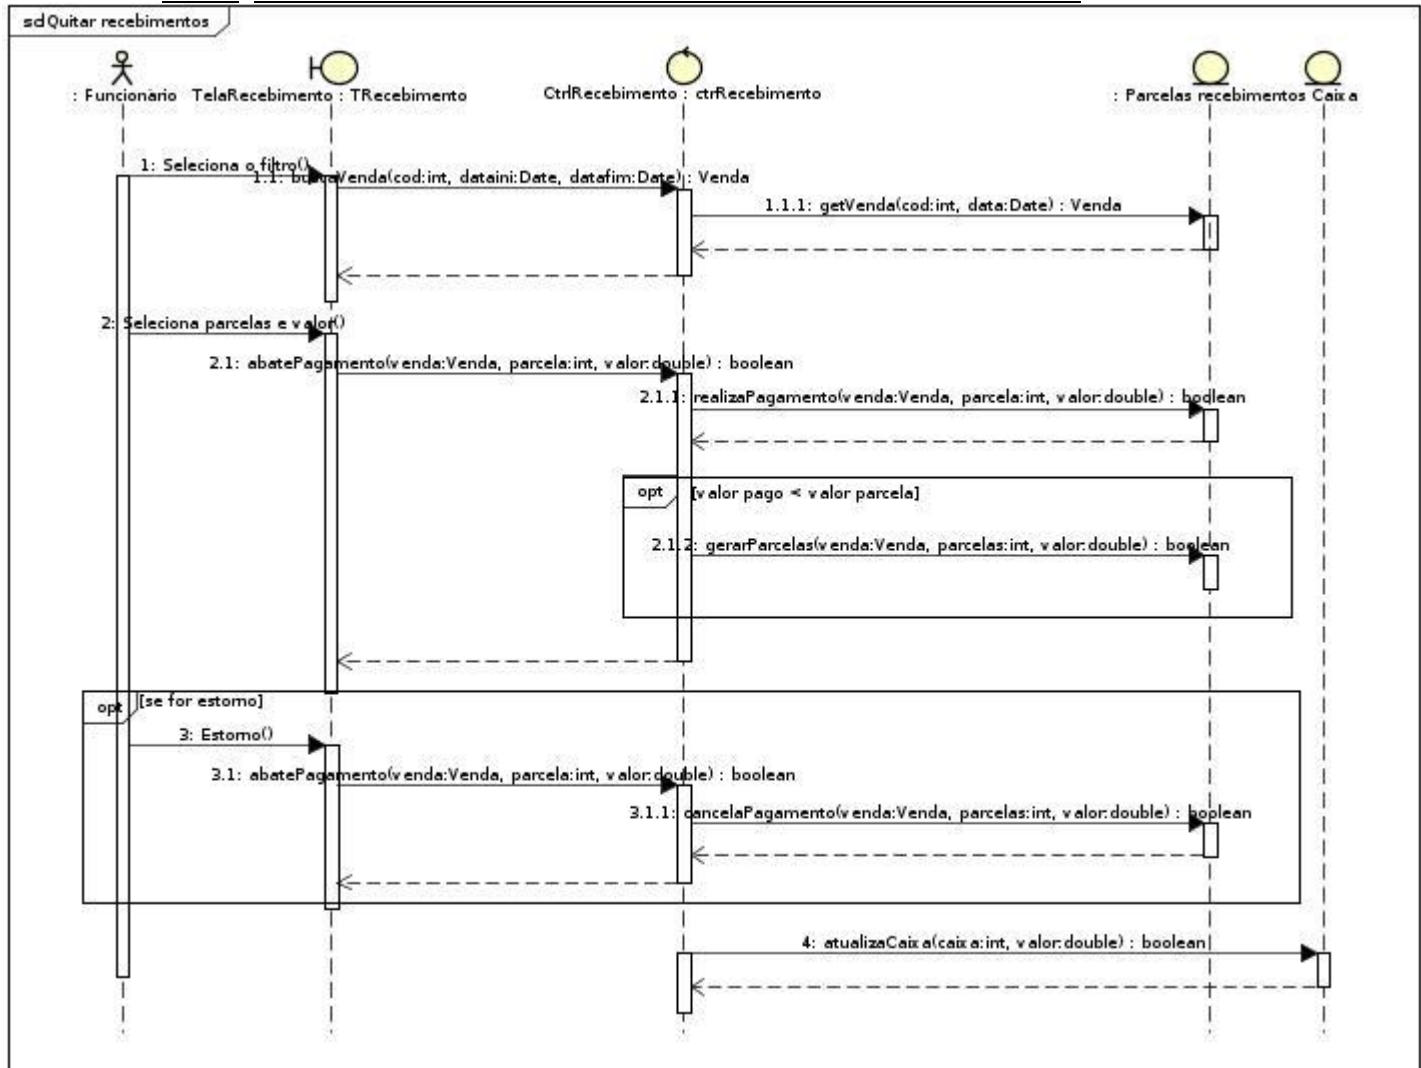 sd Quitar recebimentos
: Funcionário
TelaRecebimento : TRecebimento
CtrlRecebimento : ctrRecebimento
: Parcelas recebimentos
Caixa
1: Seleciona o filtro()
1.1: buscaVenda(cod:int, dataini:Date, datafim:Date) : Venda
1.1.1: getVenda(cod:int, data:Date) : Venda
2: Seleciona parcelas e valor()
2.1: abatePagamento(venda:Venda, parcela:int, valor:double) : boolean
2.1.1: realizaPagamento(venda:Venda, parcela:int, valor:double) : boolean
opt
[valor pago < valor parcela]
2.1.2: gerarParcelas(venda:Venda, parcelas:int, valor:double) : boolean
opt
[se for estorno]
3: Estorno()
3.1: abatePagamento(venda:Venda, parcela:int, valor:double) : boolean
3.1.1: cancelaPagamento(venda:Venda, parcelas:int, valor:double) : boolean
4: atualizaCaixa(caixa:int, valor:double) : boolean